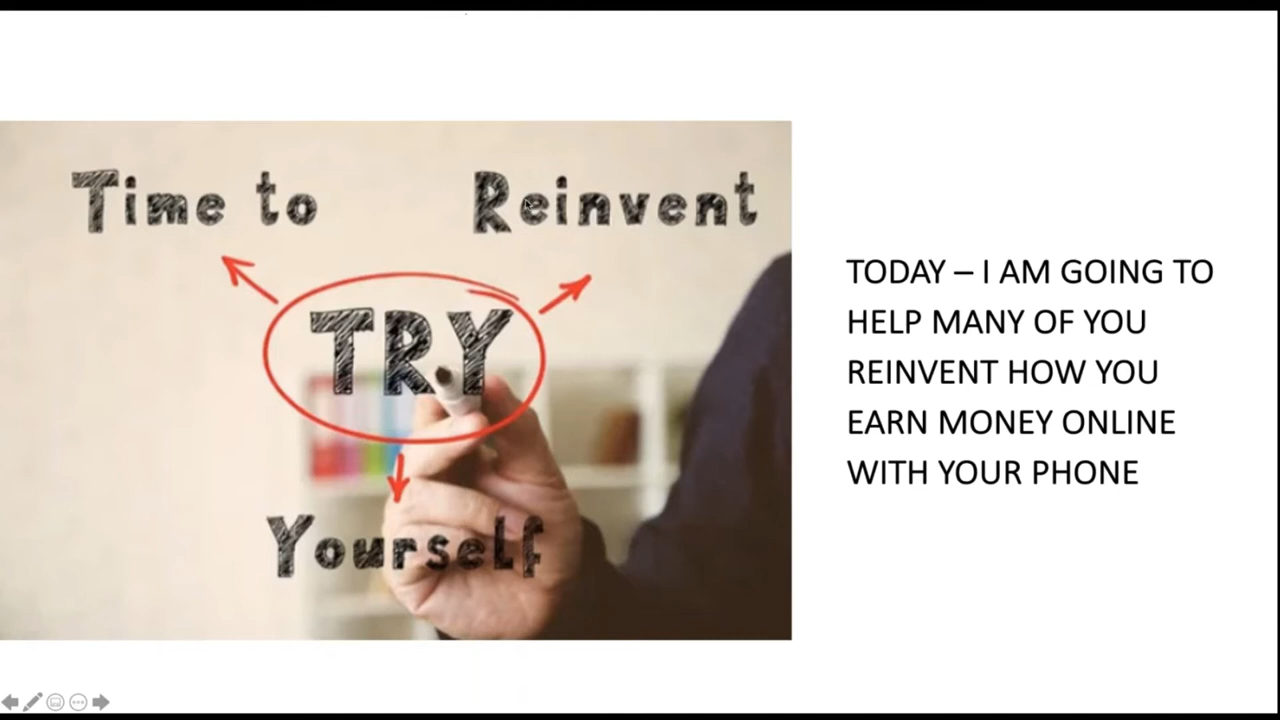 Time to Reinvent
TRY
Yourself
TODAY – I AM GOING TO
HELP MANY OF YOU
REINVENT HOW YOU
EARN MONEY ONLINE
WITH YOUR PHONE